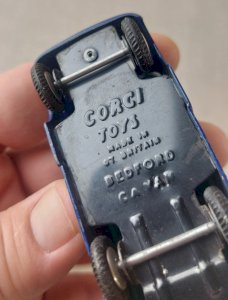 CORGI
TOYS
MADE IN
GT BRITAIN
BEDFORD
CA VAN